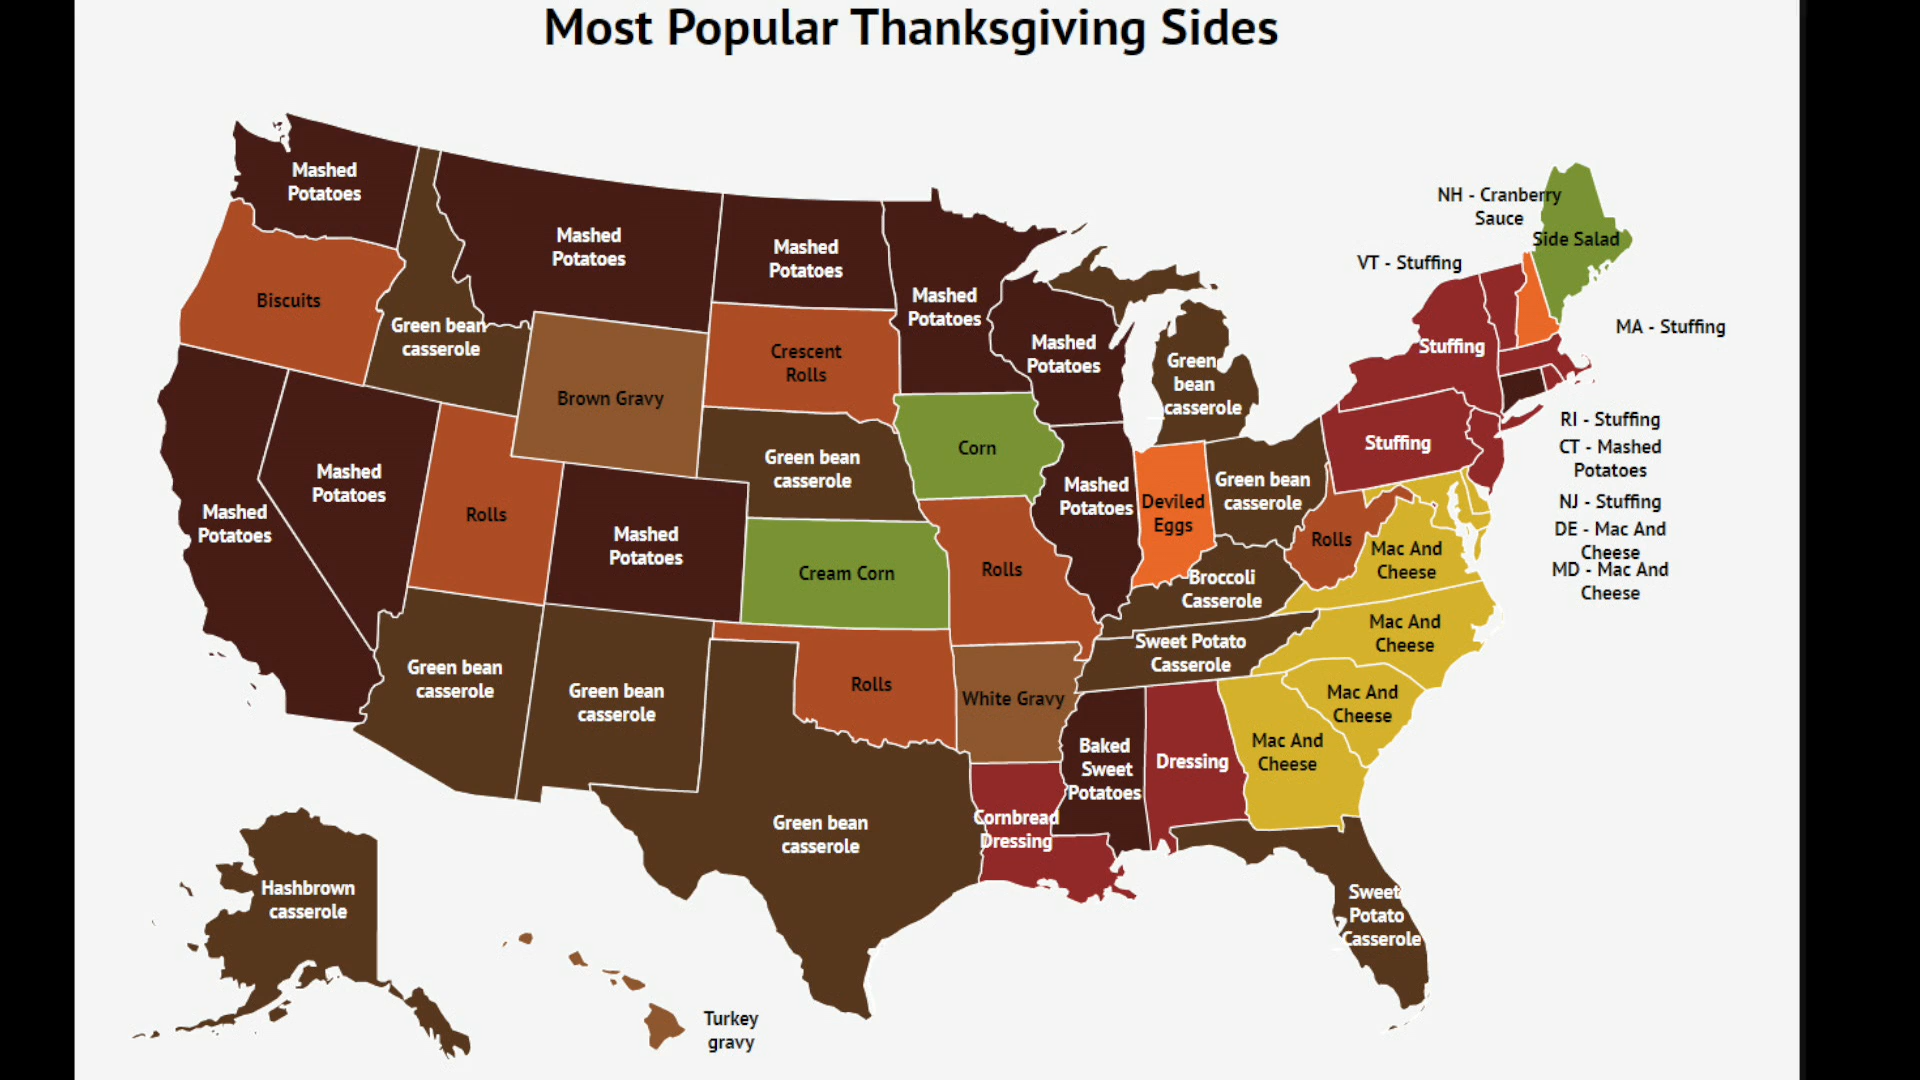 Most Popular Thanksgiving Sides
Mashed
Potatoes
Mashed
Potatoes
Mashed
Potatoes
Mashed
Potatoes
Mashed
Potatoes
NH - Cranberry
Sauce
Side Salad
VT - Stuffing
MA - Stuffing
Biscuits
Green bean
casserole
Brown Gravy
Crescent
Rolls
Green
bean
casserole
Stuffing
Stuffing
RI - Stuffing
CT - Mashed
Potatoes
NJ - Stuffing
DE - Mac And
Cheese
MD - Mac And
Cheese
Mashed
Potatoes
Mashed
Potatoes
Rolls
Mashed
Potatoes
Green bean
casserole
Corn
Mashed
Potatoes
Deviled
Eggs
Green bean
casserole
Rolls
Mac And
Cheese
Cream Corn
Rolls
Broccoli
Casserole
Mac And
Cheese
Sweet Potato
Casserole
Green bean
casserole
Green bean
casserole
Rolls
White Gravy
Mac And
Cheese
Baked
Sweet
Potatoes
Dressing
Mac And
Cheese
Green bean
casserole
Cornbread
Dressing
Sweet
Potato
Casserole
Hashbrown
casserole
Turkey
gravy